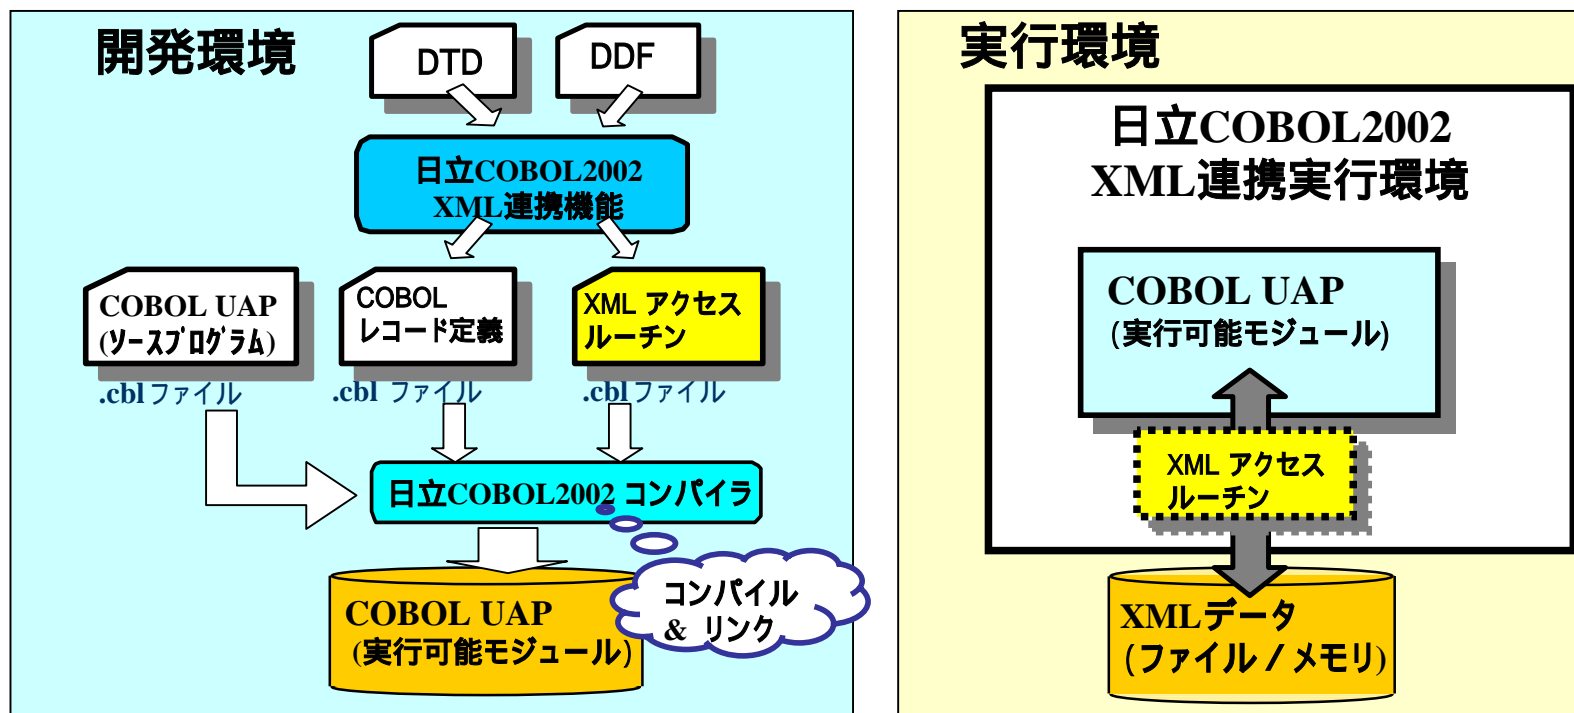 開発環境
DTD
DDF
日立COBOL2002
XML連携機能
COBOL UAP
(ソースプログラム)
.cblファイル
COBOL
レコード定義
.cbl ファイル
XML アクセス
ルーチン
.cblファイル
日立COBOL2002 コンパイラ
コンパイル
& リンク
COBOL UAP
(実行可能モジュール)
実行環境
日立COBOL2002
XML連携実行環境
COBOL UAP
(実行可能モジュール)
XML アクセス
ルーチン
XMLデータ
(ファイル/メモリ)